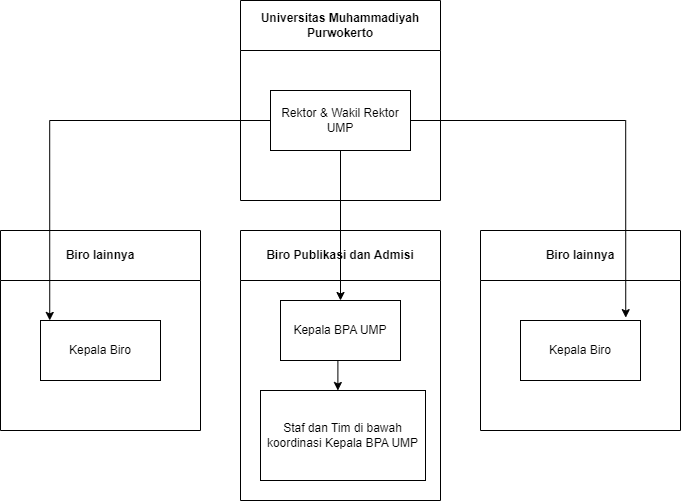 Universitas Muhammadiyah
Purwokerto
Rektor & Wakil Rektor
UMP
Biro lainnya
Biro Publikasi dan Admisi
Biro lainnya
Kepala Biro
Kepala BPA UMP
Kepala Biro
Staf dan Tim di bawah
koordinasi Kepala BPA UMP